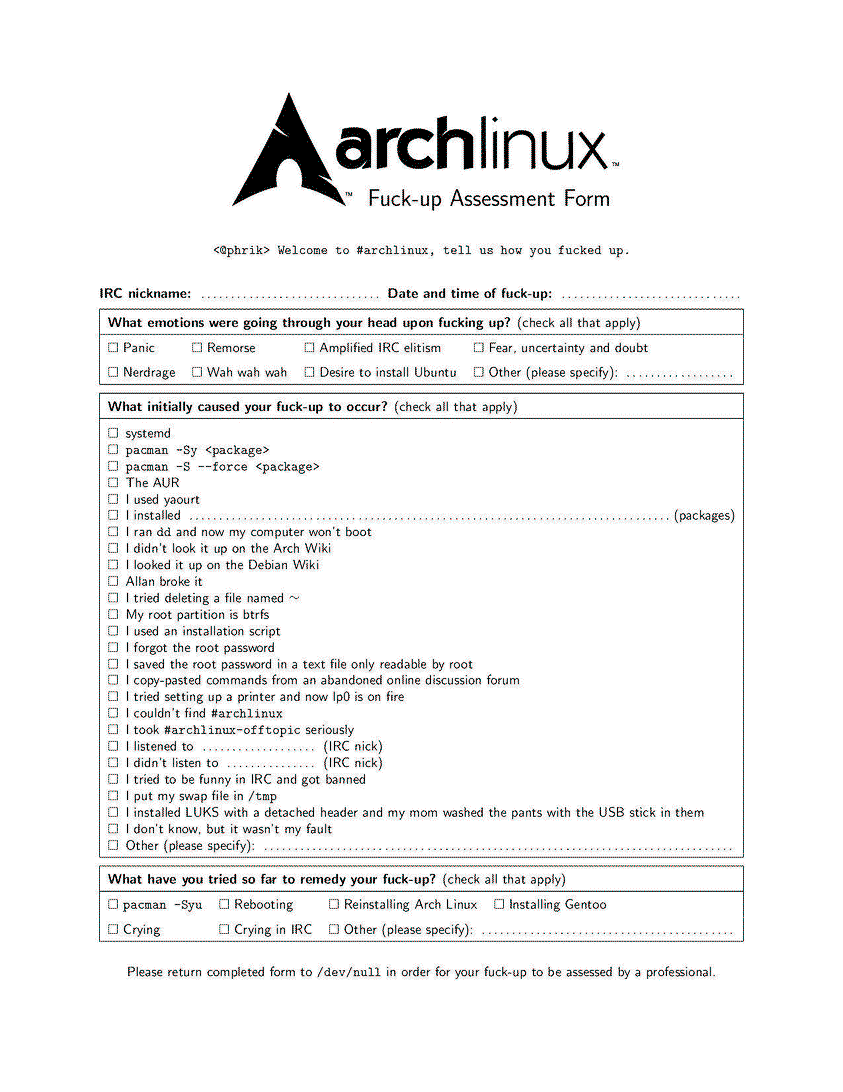 archlinux™
™ Fuck-up Assessment Form
<@phrik> Welcome to #archlinux, tell us how you fucked up.
IRC nickname: .............................. Date and time of fuck-up: ..............................
What emotions were going through your head upon fucking up? (check all that apply)
☐ Panic ☐ Remorse ☐ Amplified IRC elitism ☐ Fear, uncertainty and doubt
☐ Nerdrage ☐ Wah wah wah ☐ Desire to install Ubuntu ☐ Other (please specify): ..................
What initially caused your fuck-up to occur? (check all that apply)
☐ systemd
☐ pacman -Sy <package>
☐ pacman -S --force <package>
☐ The AUR
☐ I used yaourt
☐ I installed ................................................................................ (packages)
☐ I ran dd and now my computer won't boot
☐ I didn't look it up on the Arch Wiki
☐ I looked it up on the Debian Wiki
☐ Allan broke it
☐ I tried deleting a file named ~
☐ My root partition is btrfs
☐ I used an installation script
☐ I forgot the root password
☐ I saved the root password in a text file only readable by root
☐ I copy-pasted commands from an abandoned online discussion forum
☐ I tried setting up a printer and now lp0 is on fire
☐ I couldn't find #archlinux
☐ I took #archlinux-offtopic seriously
☐ I listened to ................... (IRC nick)
☐ I didn't listen to ............... (IRC nick)
☐ I tried to be funny in IRC and got banned
☐ I put my swap file in /tmp
☐ I installed LUKS with a detached header and my mom washed the pants with the USB stick in them
☐ I don't know, but it wasn't my fault
☐ Other (please specify): ..............................................................................
What have you tried so far to remedy your fuck-up? (check all that apply)
☐ pacman -Syu ☐ Rebooting ☐ Reinstalling Arch Linux ☐ Installing Gentoo
☐ Crying ☐ Crying in IRC ☐ Other (please specify): ..........................................
Please return completed form to /dev/null in order for your fuck-up to be assessed by a professional.